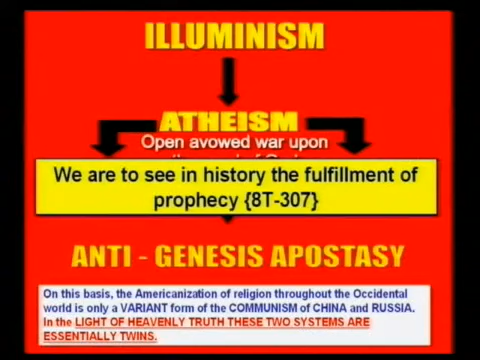 ILLUMINISM
ATHEISM
Open avowed war upon
We are to see in history the fulfillment of
prophecy {8T-307}
ANTI - GENESIS APOSTASY
On this basis, the Americanization of religion throughout the Occidental
world is only a VARIANT form of the COMMUNISM of CHINA and RUSSIA.
In the LIGHT OF HEAVENLY TRUTH THESE TWO SYSTEMS ARE
ESSENTIALLY TWINS.